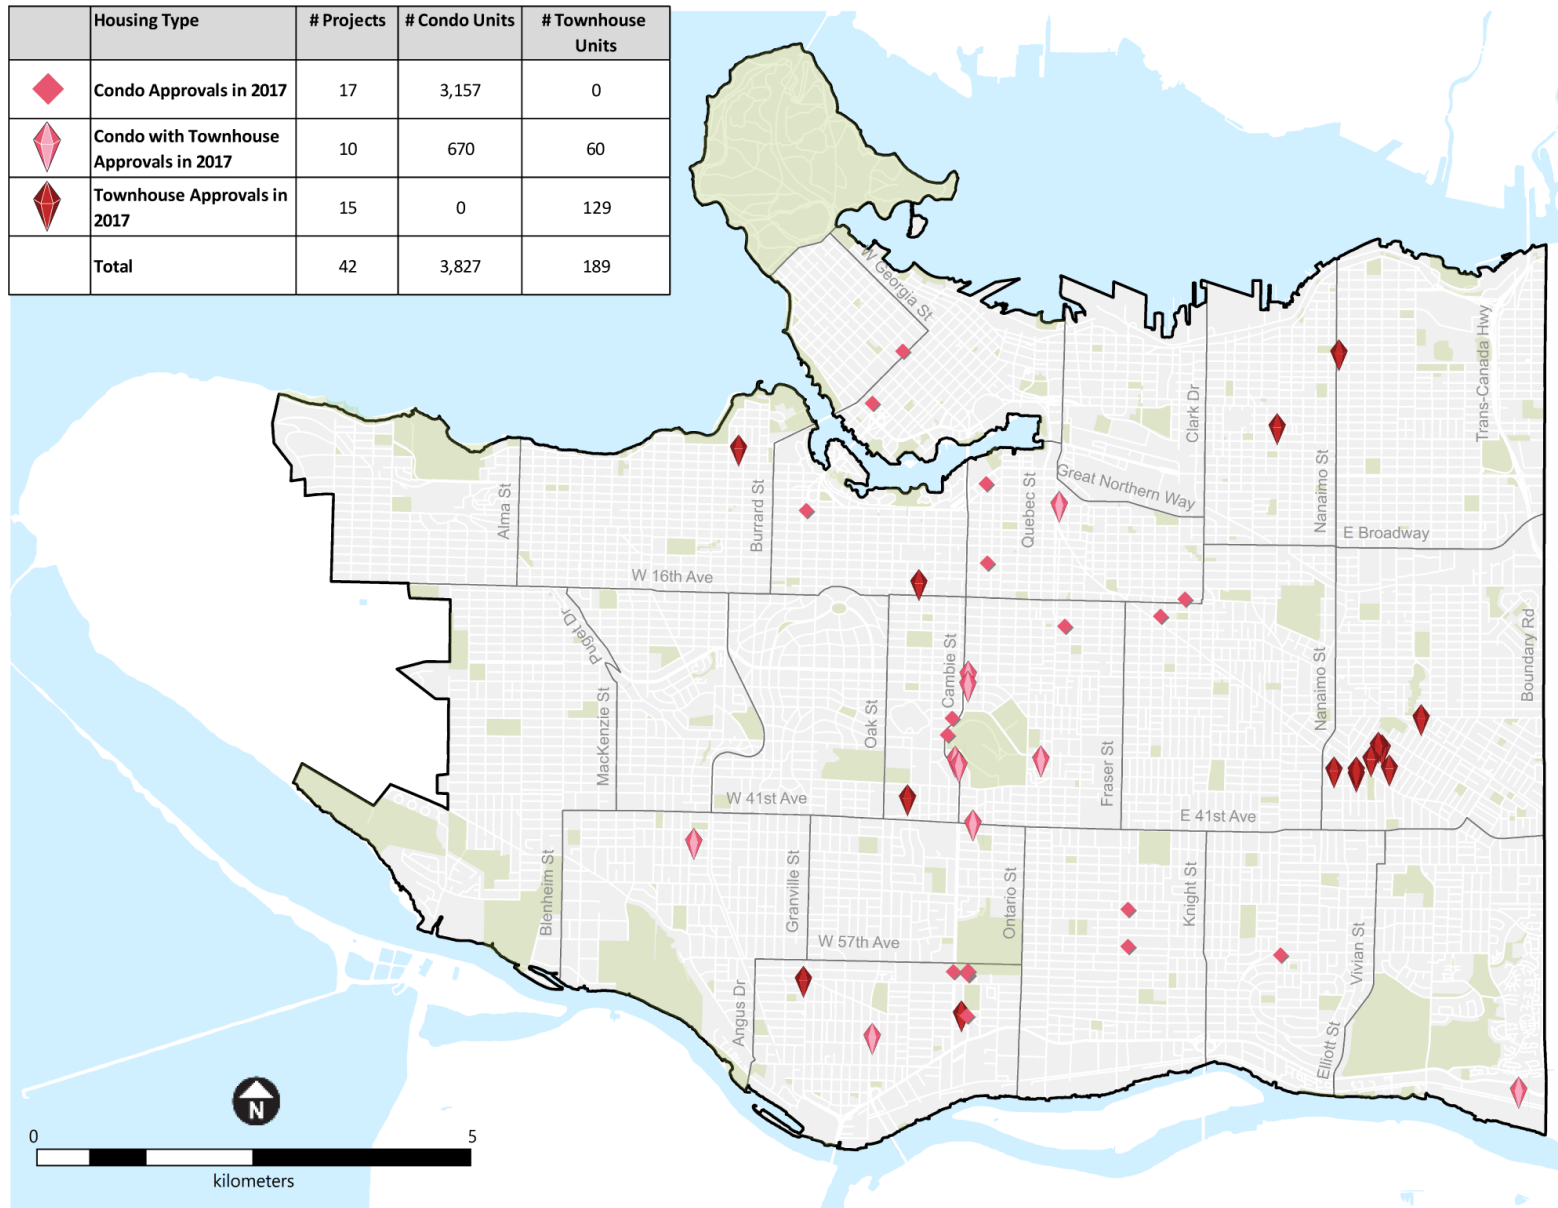 Housing Type # Projects # Condo Units # Townhouse
Units
Condo Approvals in 2017 17 3,157 0
Condo with Townhouse
Approvals in 2017 10 670 60
Townhouse Approvals in
2017 15 0 129
Total 42 3,827 189
W Georgia St
Trans-Canada Hwy
Clark Dr
Nanaimo St
Great Northern Way
Quebec St
Alma St
Burrard St
E Broadway
W 16th Ave
Puget Dr
Cambie St
Boundary Rd
Nanaimo St
MacKenzie St
Oak St
Fraser St
W 41st Ave
E 41st Ave
Blenheim St
Granville St
Ontario St
Knight St
W 57th Ave
Vivian St
Angus Dr
Elliott St
N
0 5
kilometers